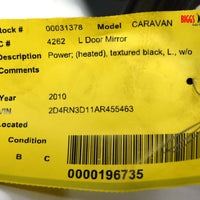 Stock # 00031378 Model CARAVAN
BIGGS
C # 4262 L Door Mirror
Description Power; (heated), textured black, L., w/o
Comments
Year 2010
VIN 2D4RN3D11AR455463
Located
Condition
B C
0000196735